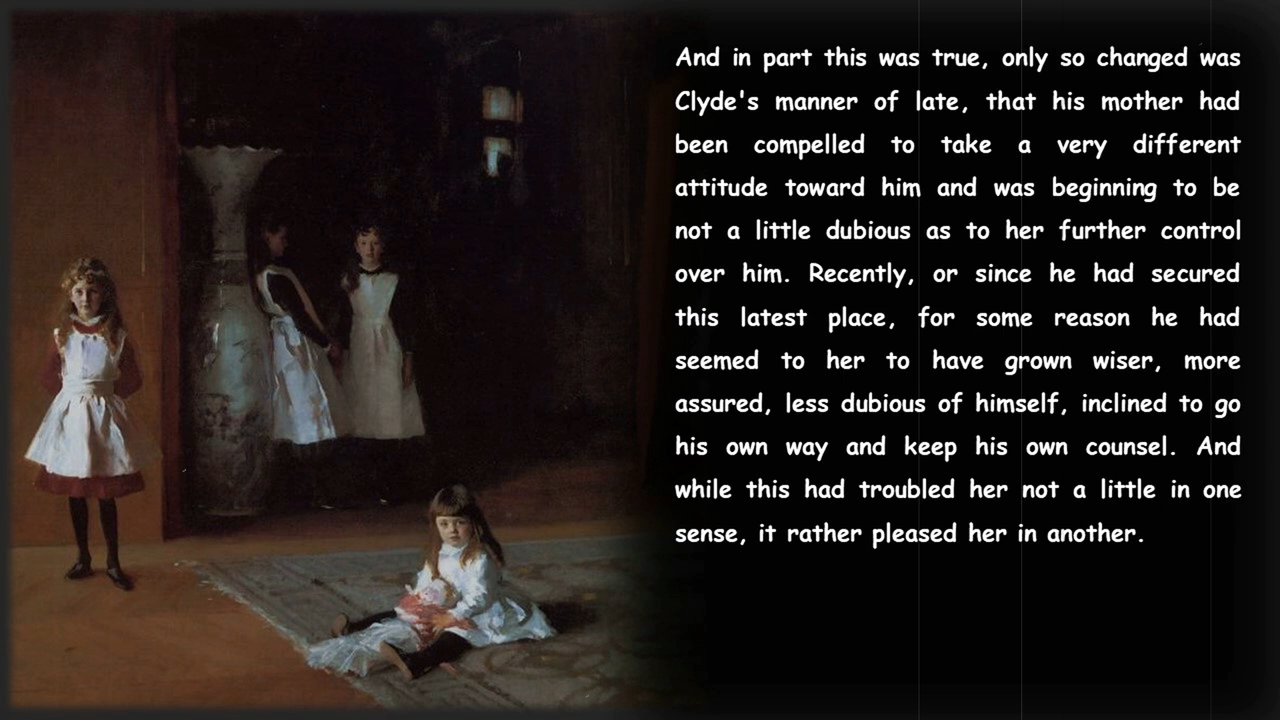 And in part this was true, only so changed was
Clyde's manner of late, that his mother had
been compelled to take a very different
attitude toward him and was beginning to be
not a little dubious as to her further control
over him. Recently, or since he had secured
this latest place, for some reason he had
seemed to her to have grown wiser, more
assured, less dubious of himself, inclined to go
his own way and keep his own counsel. And
while this had troubled her not a little in one
sense, it rather pleased her in another.